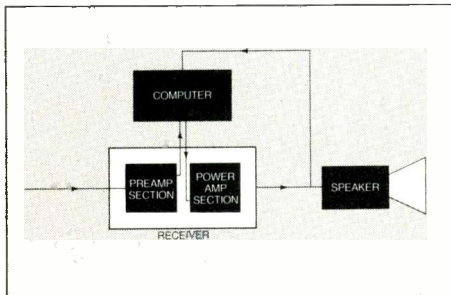 COMPUTER
PREAMP
SECTION
POWER
AMP
SECTION
SPEAKER
RECEIVER